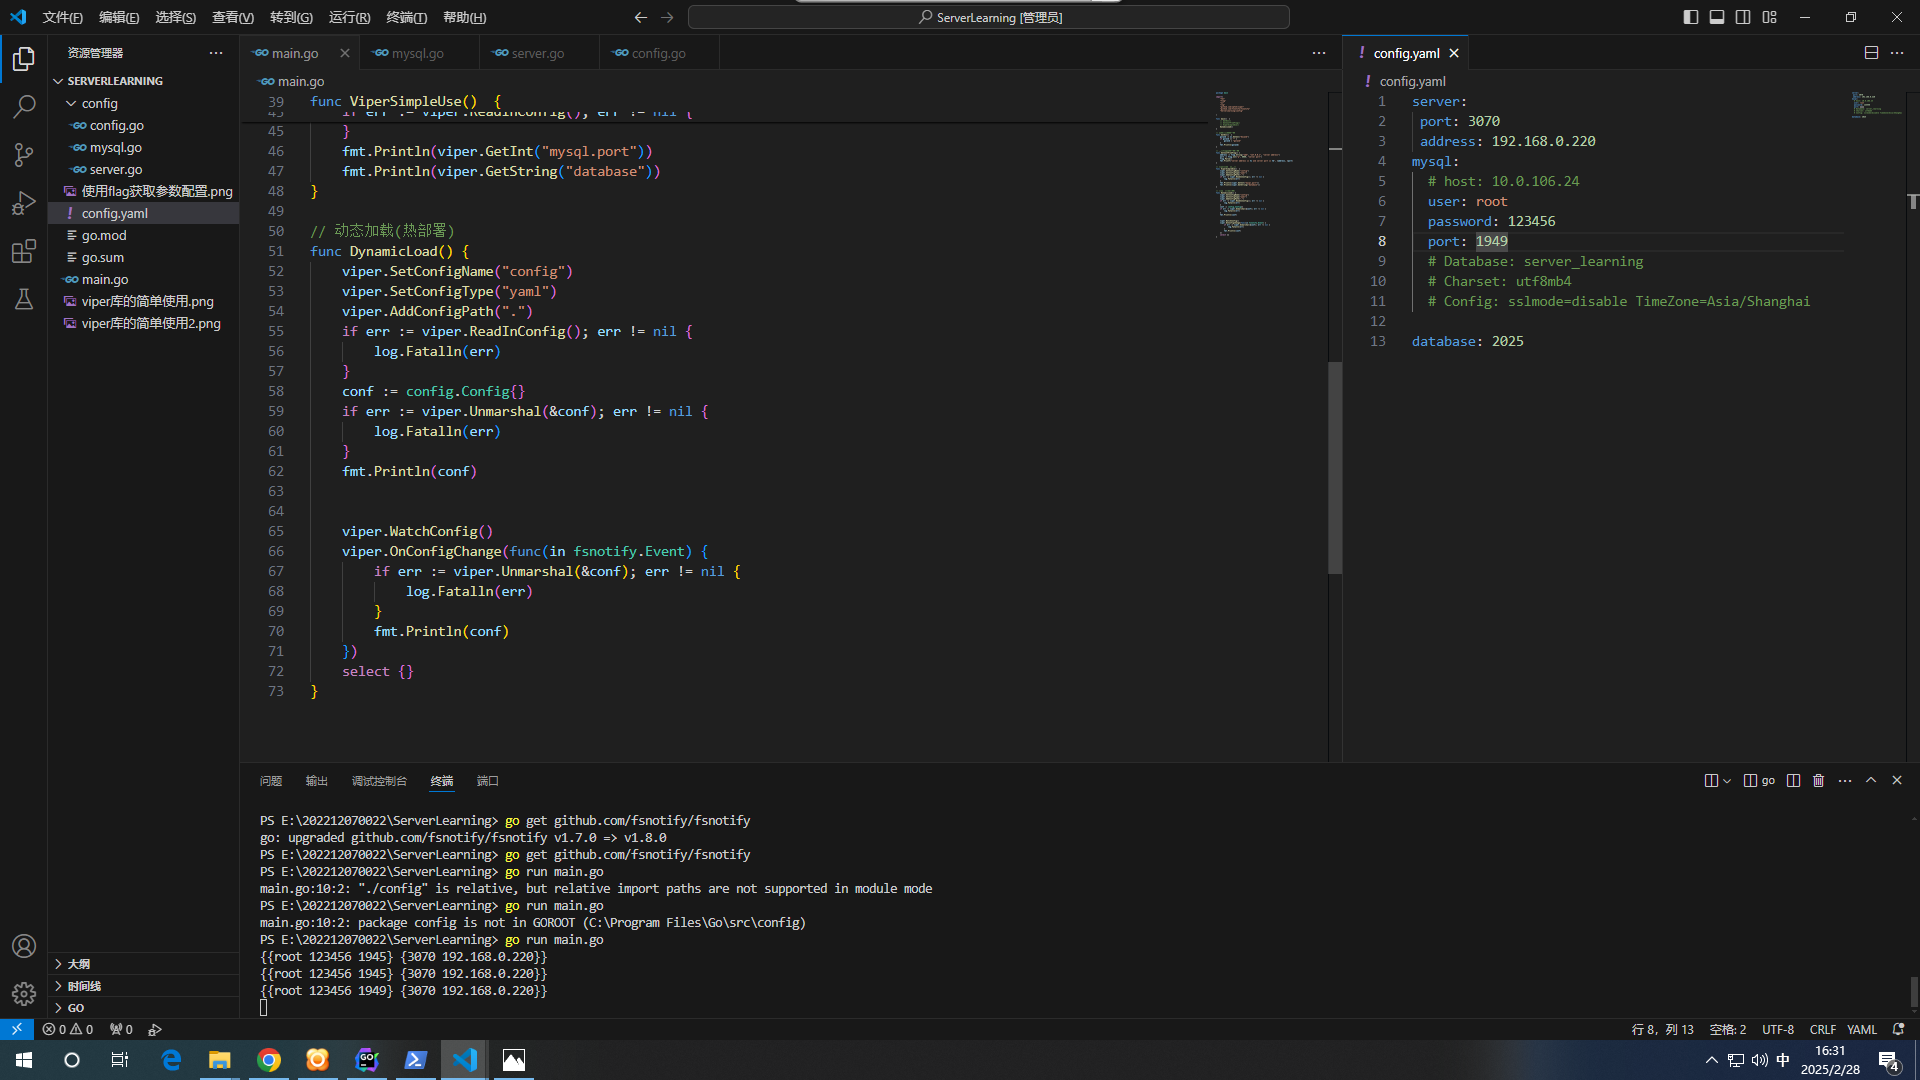 文件(F) 编辑(E) 选择(S) 查看(V) 转到(G) 运行(R) 终端(T) 帮助(H)
ServerLearning [管理员]
资源管理器
SERVERLEARNING
config
config.go
mysql.go
server.go
使用flag获取参数配置.png
config.yaml
go.mod
go.sum
main.go
viper库的简单使用.png
viper库的简单使用2.png
大纲
时间线
GO
main.go mysql.go server.go config.go
main.go
39 func ViperSimpleUse() {
45 if err := viper.ReadInConfig(); err != nil {
45 }
46 fmt.Println(viper.GetInt("mysql.port"))
47 fmt.Println(viper.GetString("database"))
48 }
49
50 // 动态加载(热部署)
51 func DynamicLoad() {
52 viper.SetConfigName("config")
53 viper.SetConfigType("yaml")
54 viper.AddConfigPath(".")
55 if err := viper.ReadInConfig(); err != nil {
56 log.Fatalln(err)
57 }
58 conf := config.Config{}
59 if err := viper.Unmarshal(&conf); err != nil {
60 log.Fatalln(err)
61 }
62 fmt.Println(conf)
63
64
65 viper.WatchConfig()
66 viper.OnConfigChange(func(in fsnotify.Event) {
67 if err := viper.Unmarshal(&conf); err != nil {
68 log.Fatalln(err)
69 }
70 fmt.Println(conf)
71 })
72 select {}
73 }
config.yaml
config.yaml
1 server:
2 port: 3070
3 address: 192.168.0.220
4 mysql:
5 # host: 10.0.106.24
6 user: root
7 password: 123456
8 port: 1949
9 # Database: server_learning
10 # Charset: utf8mb4
11 # Config: sslmode=disable TimeZone=Asia/Shanghai
12
13 database: 2025
问题 输出 调试控制台 终端 端口
go
PS E:\202212070022\ServerLearning> go get github.com/fsnotify/fsnotify
go: upgraded github.com/fsnotify/fsnotify v1.7.0 => v1.8.0
PS E:\202212070022\ServerLearning> go get github.com/fsnotify/fsnotify
PS E:\202212070022\ServerLearning> go run main.go
main.go:10:2: "./config" is relative, but relative import paths are not supported in module mode
PS E:\202212070022\ServerLearning> go run main.go
main.go:10:2: package config is not in GOROOT (C:\Program Files\Go\src\config)
PS E:\202212070022\ServerLearning> go run main.go
{{root 123456 1945} {3070 192.168.0.220}}
{{root 123456 1945} {3070 192.168.0.220}}
{{root 123456 1949} {3070 192.168.0.220}}
0 0 0
行 8，列 13 空格: 2 UTF-8 CRLF YAML
中
16:31
2025/2/28
4